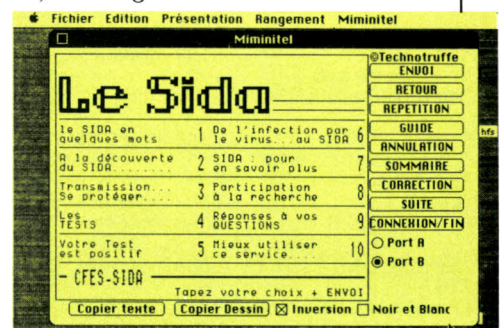 Fichier Edition Présentation Rangement Miminitel
Miminitel
©Technotruffe
Le Sida
le SIDA en quelques mots 1
De l'infection par le virus...au SIDA 6
A la découverte du SIDA........ 2
SIDA : pour en savoir plus 7
Transmission... Se protéger.... 3
Participation à la recherche 8
Les TESTS 4
Réponses à vos QUESTIONS 9
Votre Test est positif 5
Mieux utiliser ce service.... 10
CFES-SIDA
Tapez votre choix + ENVOI
ENVOI
RETOUR
REPETITION
GUIDE
ANNULATION
SOMMAIRE
CORRECTION
SUITE
CONNEXION/FIN
Port A
Port B
Copier texte Copier Dessin Inversion Noir et Blanc
hfs